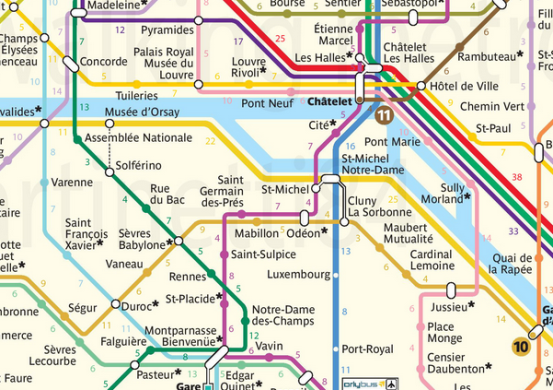 Madeleine★
Bourse
Sentier
Sébastopol★
Pyramides
Étienne
Marcel
Les Halles★
Châtelet
Les Halles
Champs
Élysées
Concorde
Palais Royal
Musée du
Louvre
Louvre
Rivoli★
Rambuteau★
Hôtel de Ville
Tuileries
Pont Neuf
Châtelet
11
Chemin Vert
Musée d'Orsay
Cité★
St-Paul
Assemblée Nationale
Pont Marie
St-Michel
Notre-Dame
Solférino
Varenne
Rue
du Bac
Saint
Germain
des-Prés
St-Michel
Sully
Morland★
Cluny
La Sorbonne
Saint
François
Xavier★
Sèvres
Babylone★
Mabillon
Odéon★
Maubert
Mutualité
Quai de
la Rapée
Vaneau
Saint-Sulpice
Cardinal
Lemoine
Rennes
Luxembourg
Ségur
Duroc★
St-Placide★
Jussieu★
Notre-Dame
des-Champs
Falguière
Montparnasse
Bienvenüe★
Place
Monge
10
Sèvres
Lecourbe
Vavin
Port-Royal
Censier
Daubenton★
Pasteur★
Gare
Edgar
Quinet★
orlybus